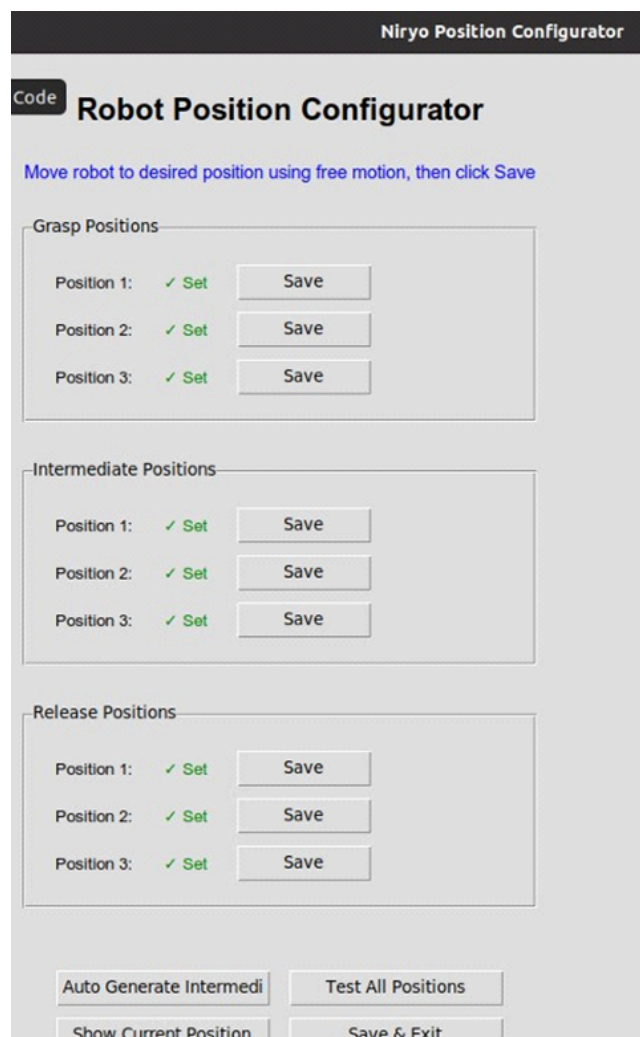 Niryo Position Configurator
Code
Robot Position Configurator
Move robot to desired position using free motion, then click Save
Grasp Positions
Position 1: ✓ Set Save
Position 2: ✓ Set Save
Position 3: ✓ Set Save
Intermediate Positions
Position 1: ✓ Set Save
Position 2: ✓ Set Save
Position 3: ✓ Set Save
Release Positions
Position 1: ✓ Set Save
Position 2: ✓ Set Save
Position 3: ✓ Set Save
Auto Generate Intermedi Test All Positions
Show Current Position Save & Exit